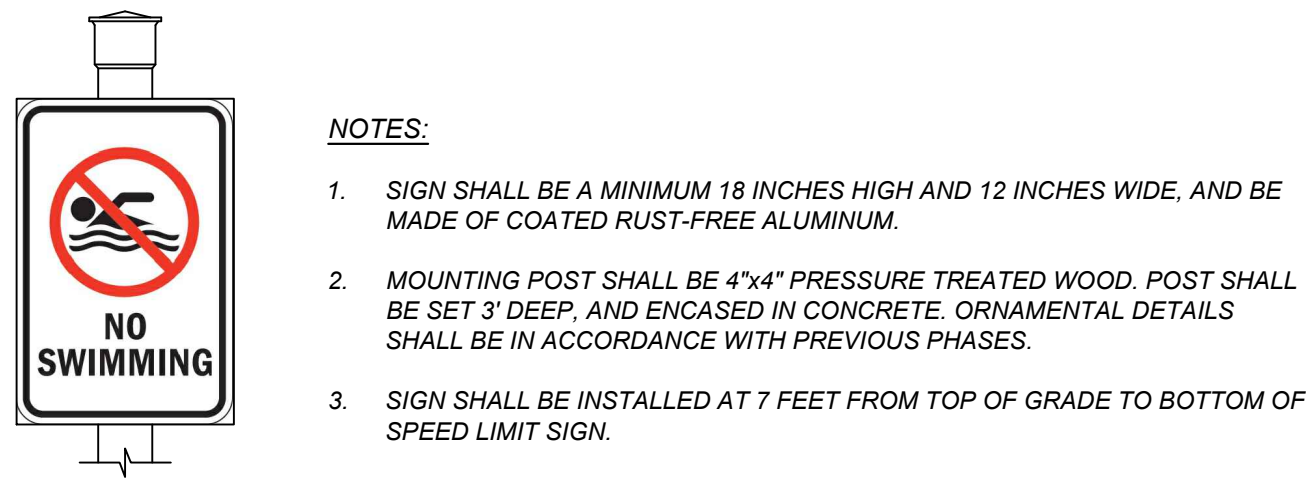 NO
SWIMMING
NOTES:
1. SIGN SHALL BE A MINIMUM 18 INCHES HIGH AND 12 INCHES WIDE, AND BE
MADE OF COATED RUST-FREE ALUMINUM.
2. MOUNTING POST SHALL BE 4"x4" PRESSURE TREATED WOOD. POST SHALL
BE SET 3' DEEP, AND ENCASED IN CONCRETE. ORNAMENTAL DETAILS
SHALL BE IN ACCORDANCE WITH PREVIOUS PHASES.
3. SIGN SHALL BE INSTALLED AT 7 FEET FROM TOP OF GRADE TO BOTTOM OF
SPEED LIMIT SIGN.